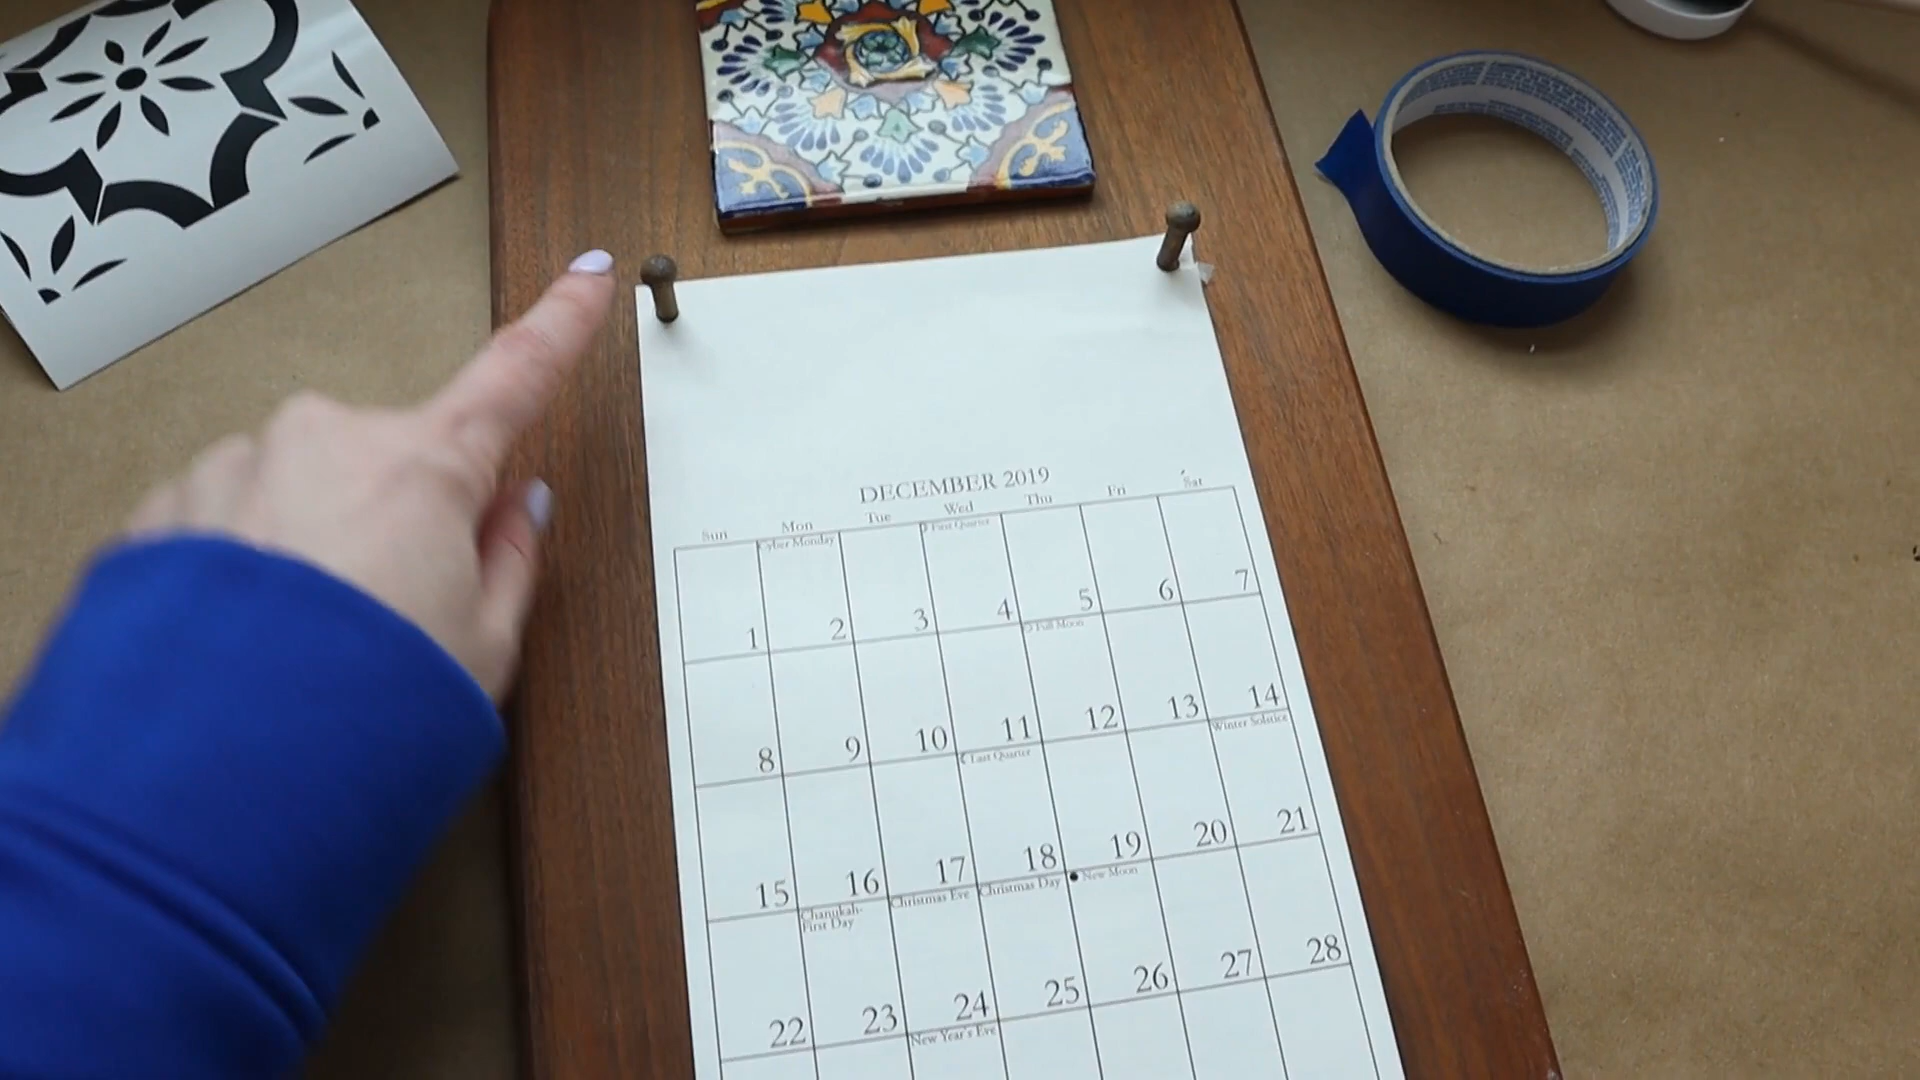 DECEMBER 2019
Sun Mon Tue Wed Thu Fri Sat
Cyber Monday First Quarter
1 2 3 4 5 6 7
Full Moon
8 9 10 11 12 13 14
Last Quarter Winter Solstice
15 16 17 18 19 20 21
Chanukah- Christmas Eve Christmas Day New Moon
First Day
22 23 24 25 26 27 28
New Year's Eve